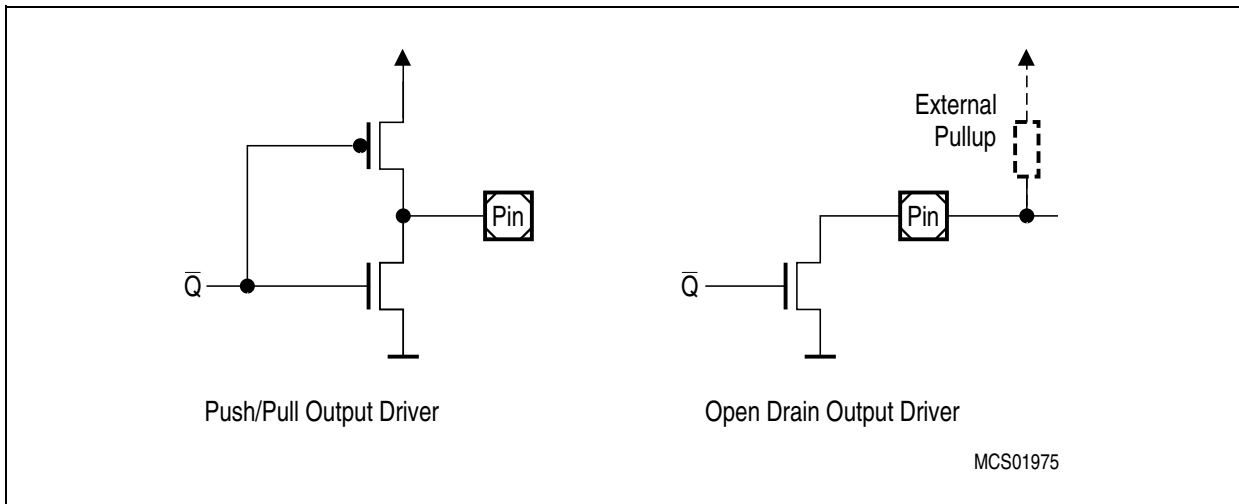 External
Pullup
Pin
Pin
Q̅
Q̅
Push/Pull Output Driver
Open Drain Output Driver
MCS01975